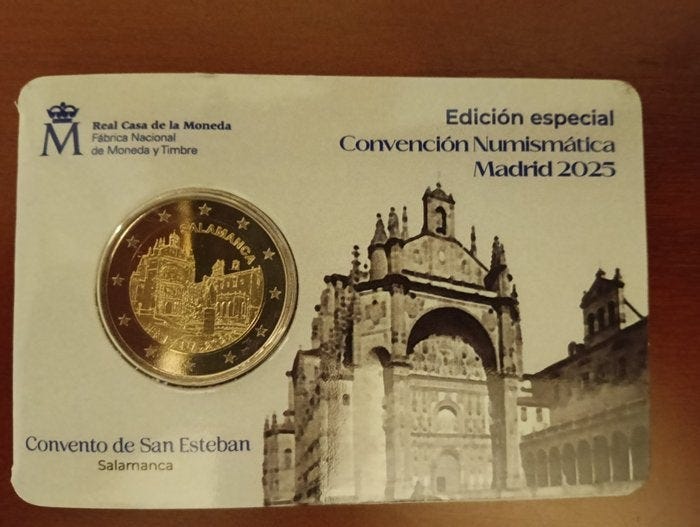 M
Real Casa de la Moneda
Fábrica Nacional
de Moneda y Timbre
Edición especial
Convención Numismática
Madrid 2025
SALAMANCA
Convento de San Esteban
Salamanca